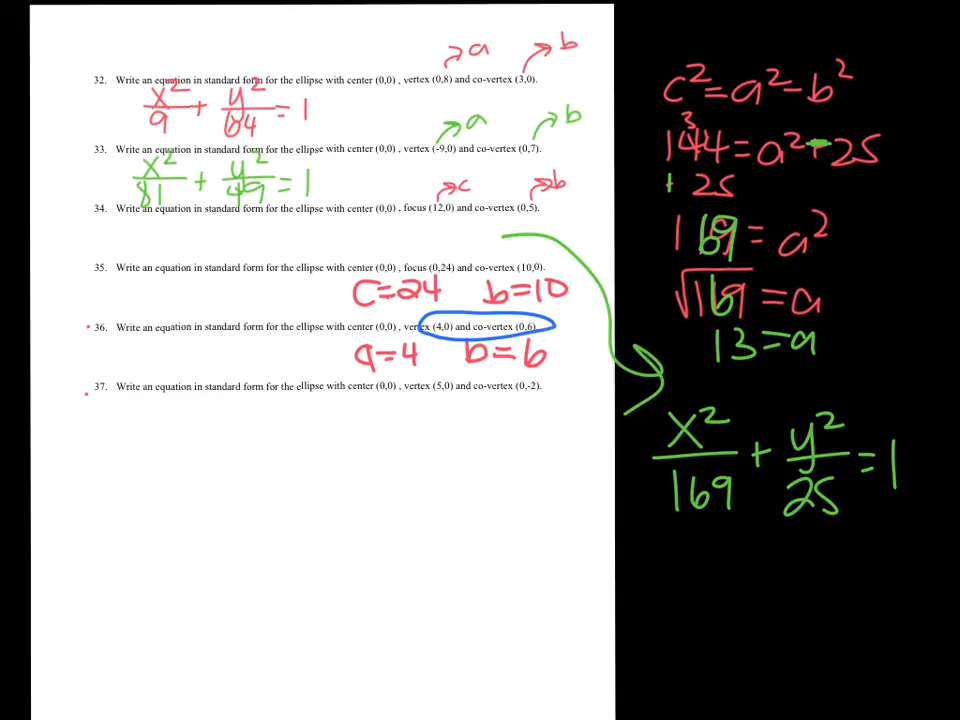 a b
32. Write an equation in standard form for the ellipse with center (0,0) , vertex (0,8) and co-vertex (3,0).
x²/9 + y²/64 = 1
a b
33. Write an equation in standard form for the ellipse with center (0,0) , vertex (-9,0) and co-vertex (0,7).
x²/81 + y²/49 = 1
c b
34. Write an equation in standard form for the ellipse with center (0,0) , focus (12,0) and co-vertex (0,5).
35. Write an equation in standard form for the ellipse with center (0,0) , focus (0,24) and co-vertex (10,0).
C=24 b=10
36. Write an equation in standard form for the ellipse with center (0,0) , vertex (4,0) and co-vertex (0,6).
a=4 b=6
37. Write an equation in standard form for the ellipse with center (0,0) , vertex (5,0) and co-vertex (0,-2).
c²=a²-b²
144=a²-25
+ 25
169=a²
√169=a
13=a
x²/169 + y²/25 = 1